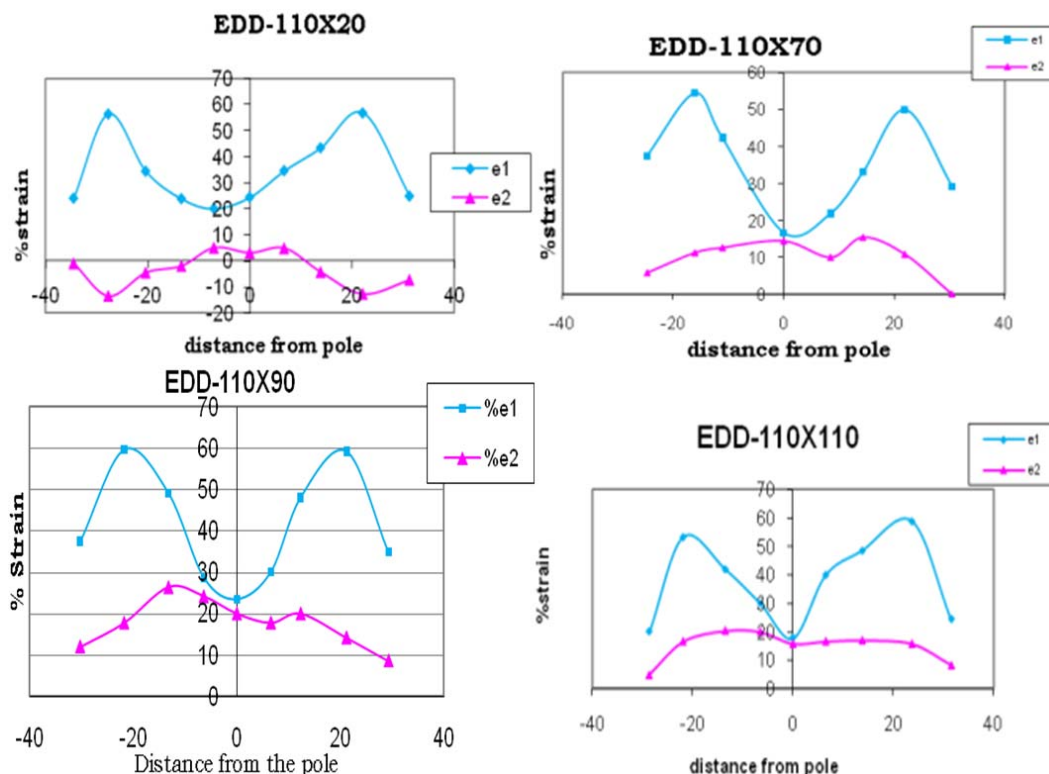 EDD-110X20
70
60
50
40
30
20
10
0
-10
-20
-40
-20
0
20
40
%strain
distance from pole
e1
e2
EDD-110X70
60
50
40
30
20
10
0
-40
-20
0
20
40
%strain
distance from pole
e1
e2
EDD-110X90
70
60
50
40
30
20
10
0
-40
-20
0
20
40
% Strain
Distance from the pole
%e1
%e2
EDD-110X110
70
60
50
40
30
20
10
0
-40
-20
0
20
40
%strain
distance from pole
e1
e2